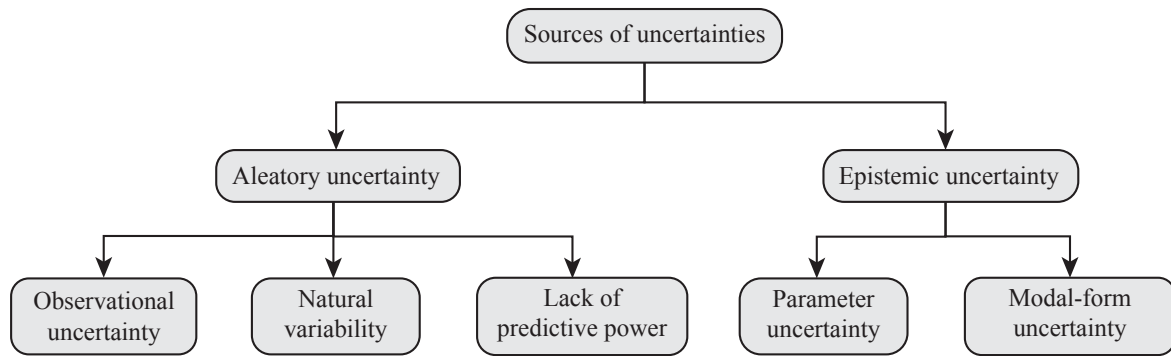 Sources of uncertainties
Aleatory uncertainty
Epistemic uncertainty
Observational
uncertainty
Natural
variability
Lack of
predictive power
Parameter
uncertainty
Modal-form
uncertainty